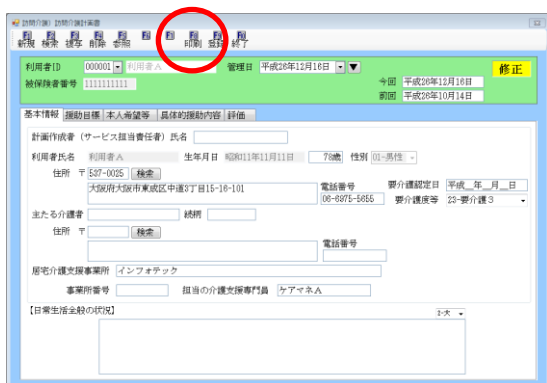 訪問介護) 訪問介護計画書
新規 検索 複写 削除 参照 印刷 登録 終了
利用者ID 000001 利用者A 管理日 平成26年12月16日 修正
被保険者番号 1111111111 今回 平成26年12月16日
前回 平成26年10月14日
基本情報 援助目標 本人希望等 具体的援助内容 評価
計画作成者 (サービス担当責任者) 氏名
利用者氏名 利用者A 生年月日 昭和11年11月11日 78歳 性別 01-男性
住所 〒 537-0025 検索
大阪府大阪市東成区中道3丁目15-16-101 電話番号 要介護認定日 平成__年__月__日
06-6975-5655 要介護度等 23-要介護3
主たる介護者 続柄
住所 〒 検索
電話番号
居宅介護支援事業所 インフォテック
事業所番号 担当の介護支援専門員 ケアマネA
【日常生活全般の状況】 1-大